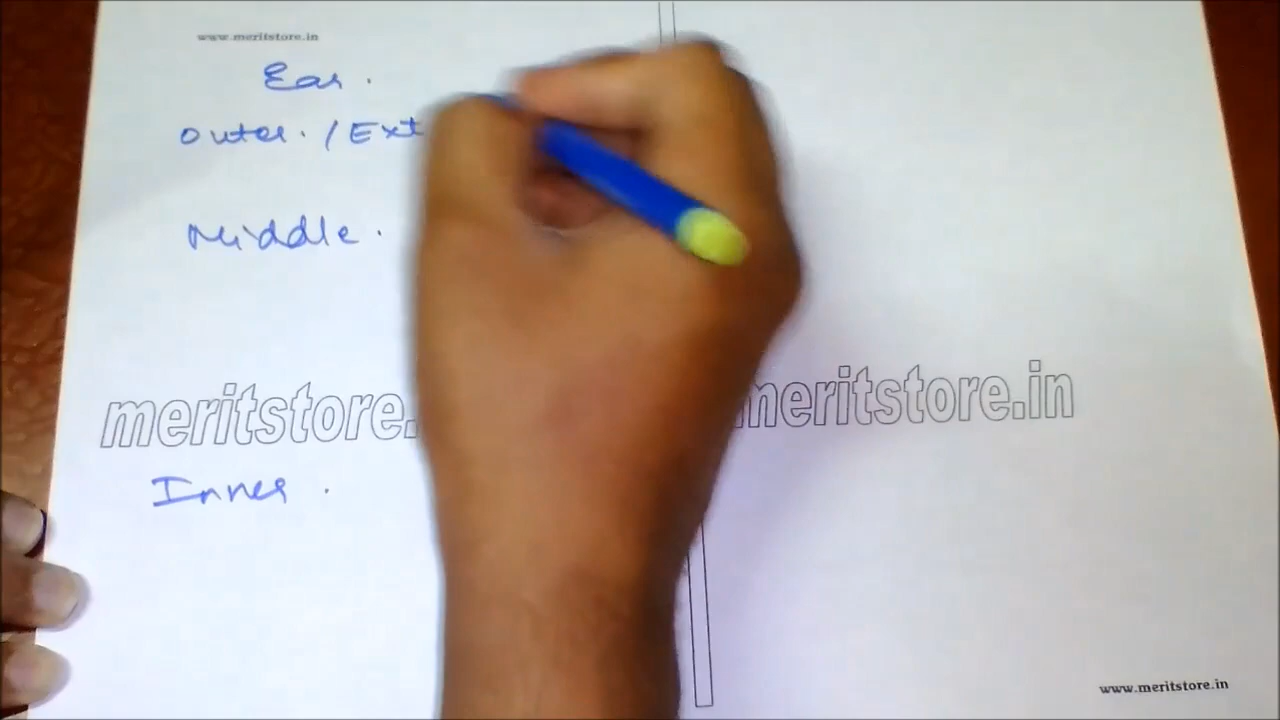 www.meritstore.in
Ear.
Outer. / Ext
Middle.
meritstore.
meritstore.in
Inner.
www.meritstore.in